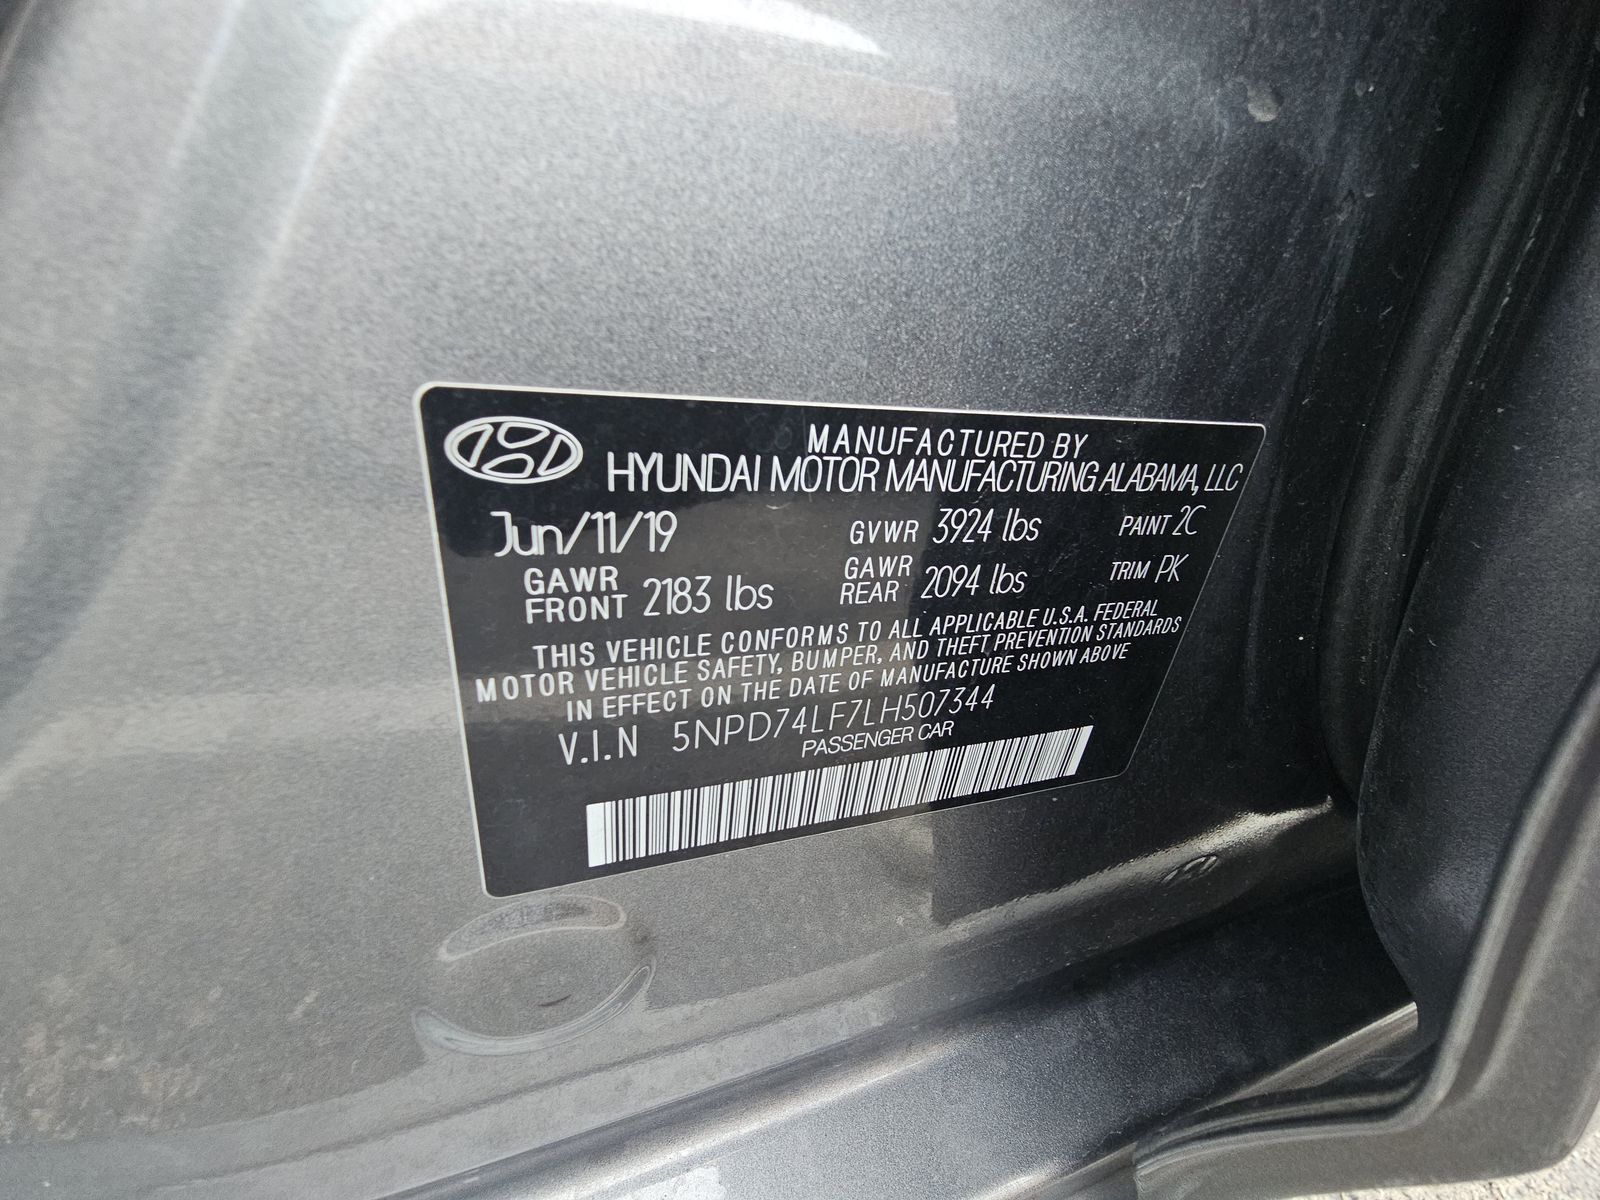 MANUFACTURED BY
HYUNDAI MOTOR MANUFACTURING ALABAMA, LLC
Jun/11/19 GVWR 3924 lbs PAINT 2C
GAWR FRONT 2183 lbs GAWR REAR 2094 lbs TRIM PK
THIS VEHICLE CONFORMS TO ALL APPLICABLE U.S.A. FEDERAL
MOTOR VEHICLE SAFETY, BUMPER, AND THEFT PREVENTION STANDARDS
IN EFFECT ON THE DATE OF MANUFACTURE SHOWN ABOVE
V.I.N 5NPD74LF7LH507344
PASSENGER CAR